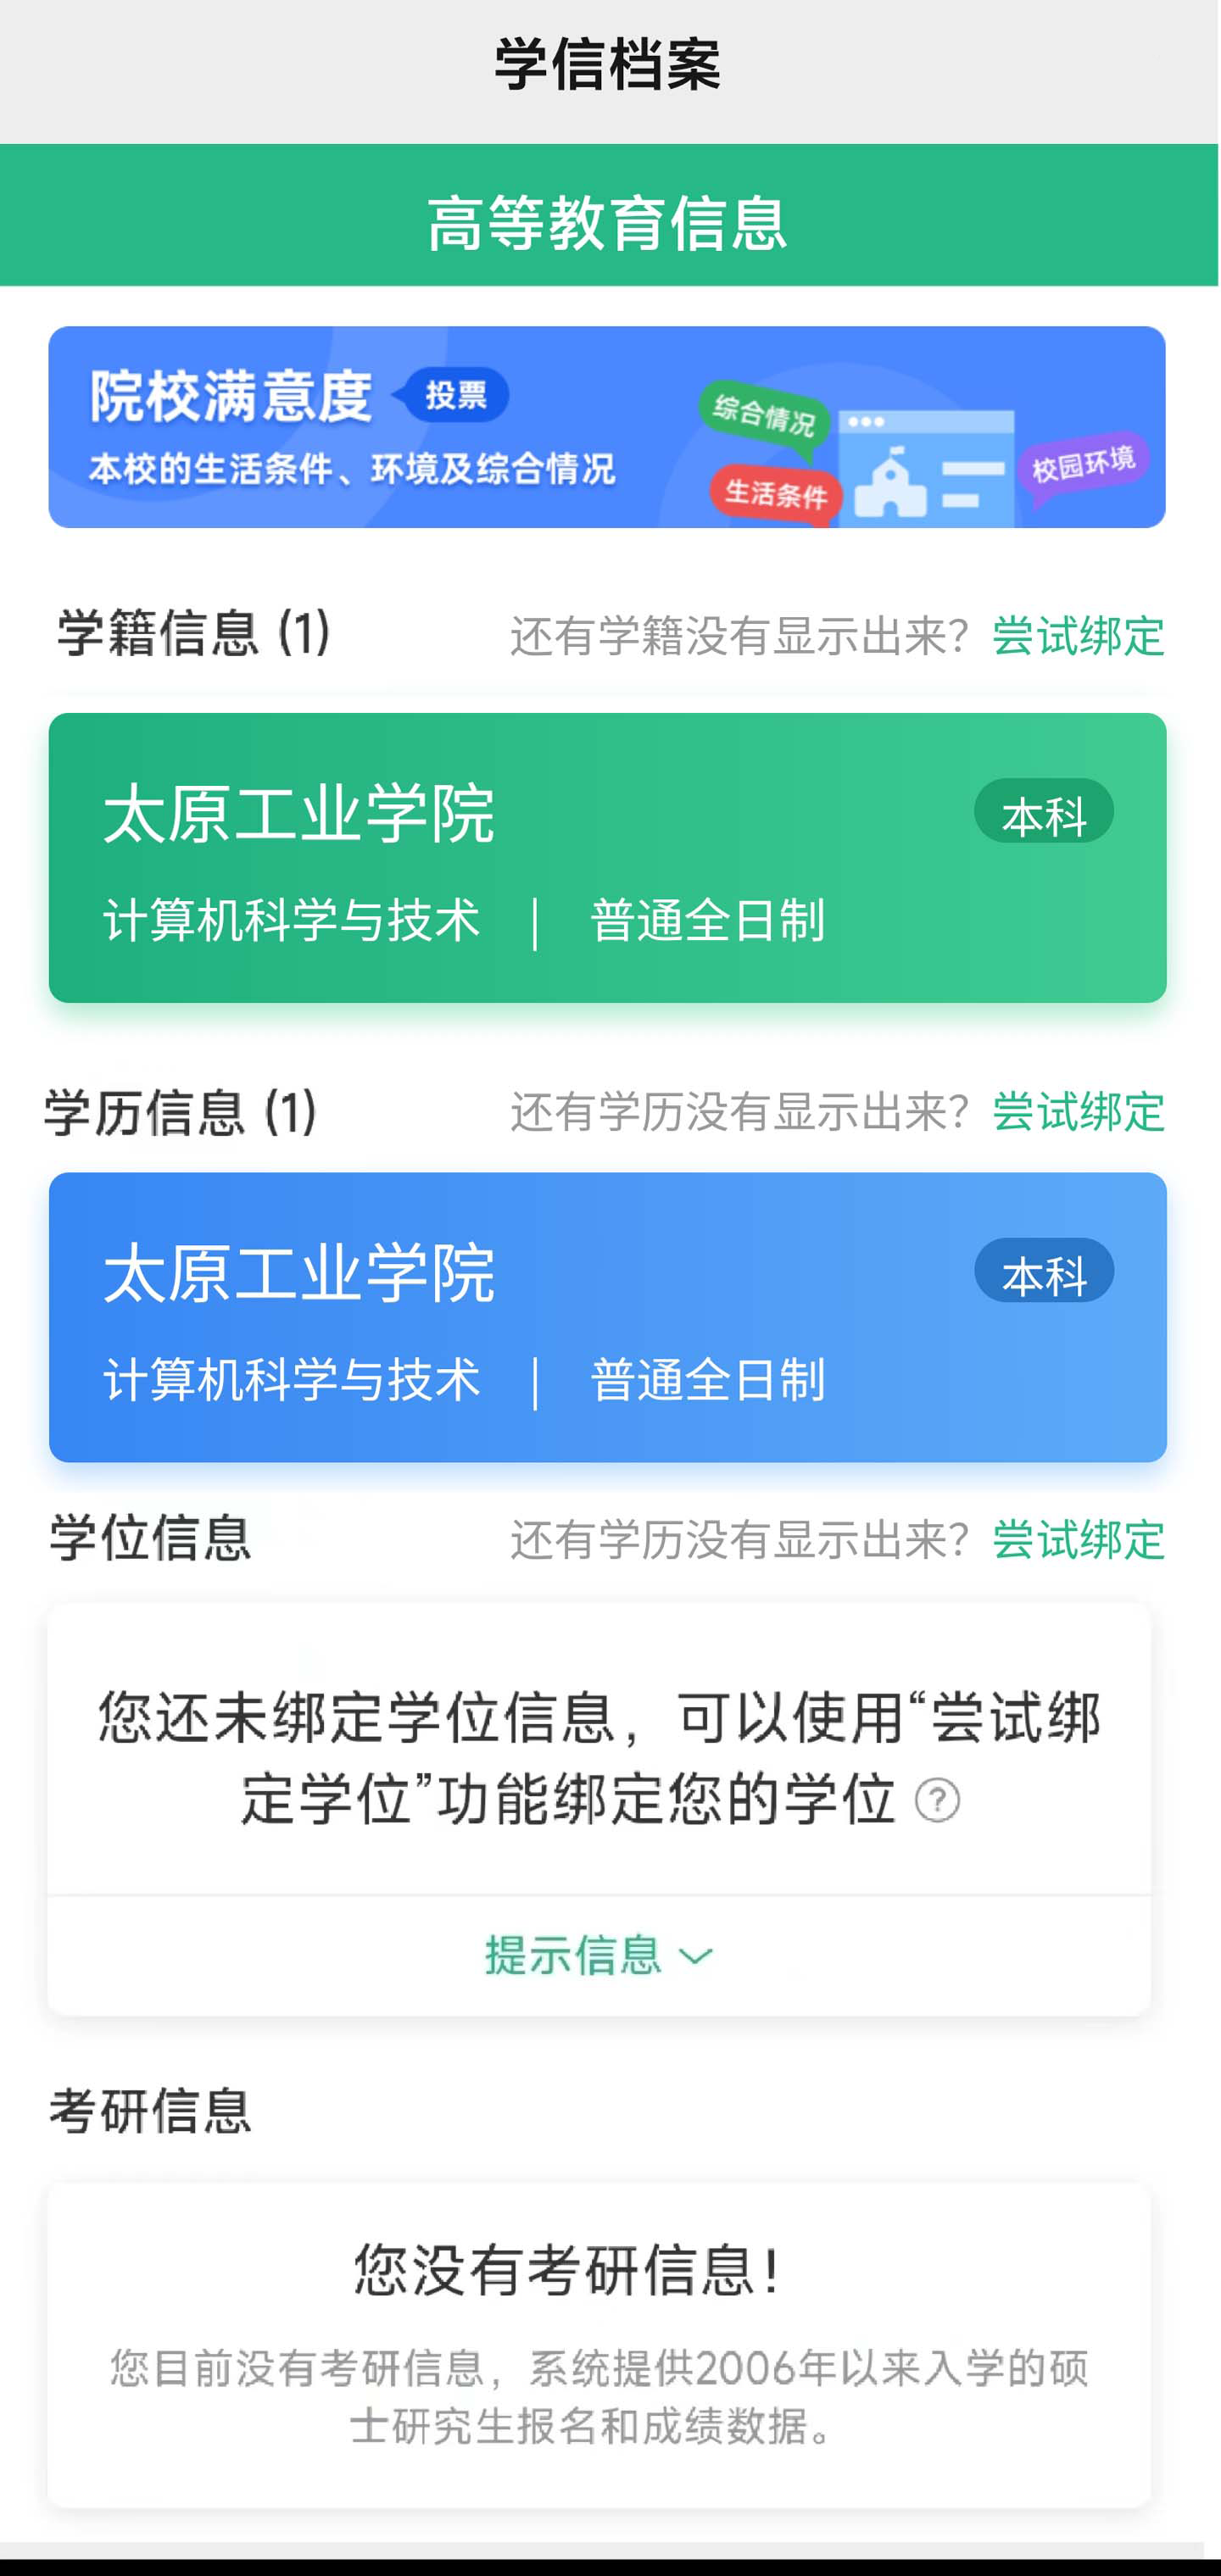 学信档案
高等教育信息
院校满意度 投票
本校的生活条件、环境及综合情况
综合情况
生活条件
校园环境
学籍信息 (1) 还有学籍没有显示出来？尝试绑定
太原工业学院 本科
计算机科学与技术 | 普通全日制
学历信息 (1) 还有学历没有显示出来？尝试绑定
太原工业学院 本科
计算机科学与技术 | 普通全日制
学位信息 还有学历没有显示出来？尝试绑定
您还未绑定学位信息，可以使用“尝试绑
定学位”功能绑定您的学位 ?
提示信息
考研信息
您没有考研信息！
您目前没有考研信息，系统提供2006年以来入学的硕
士研究生报名和成绩数据。